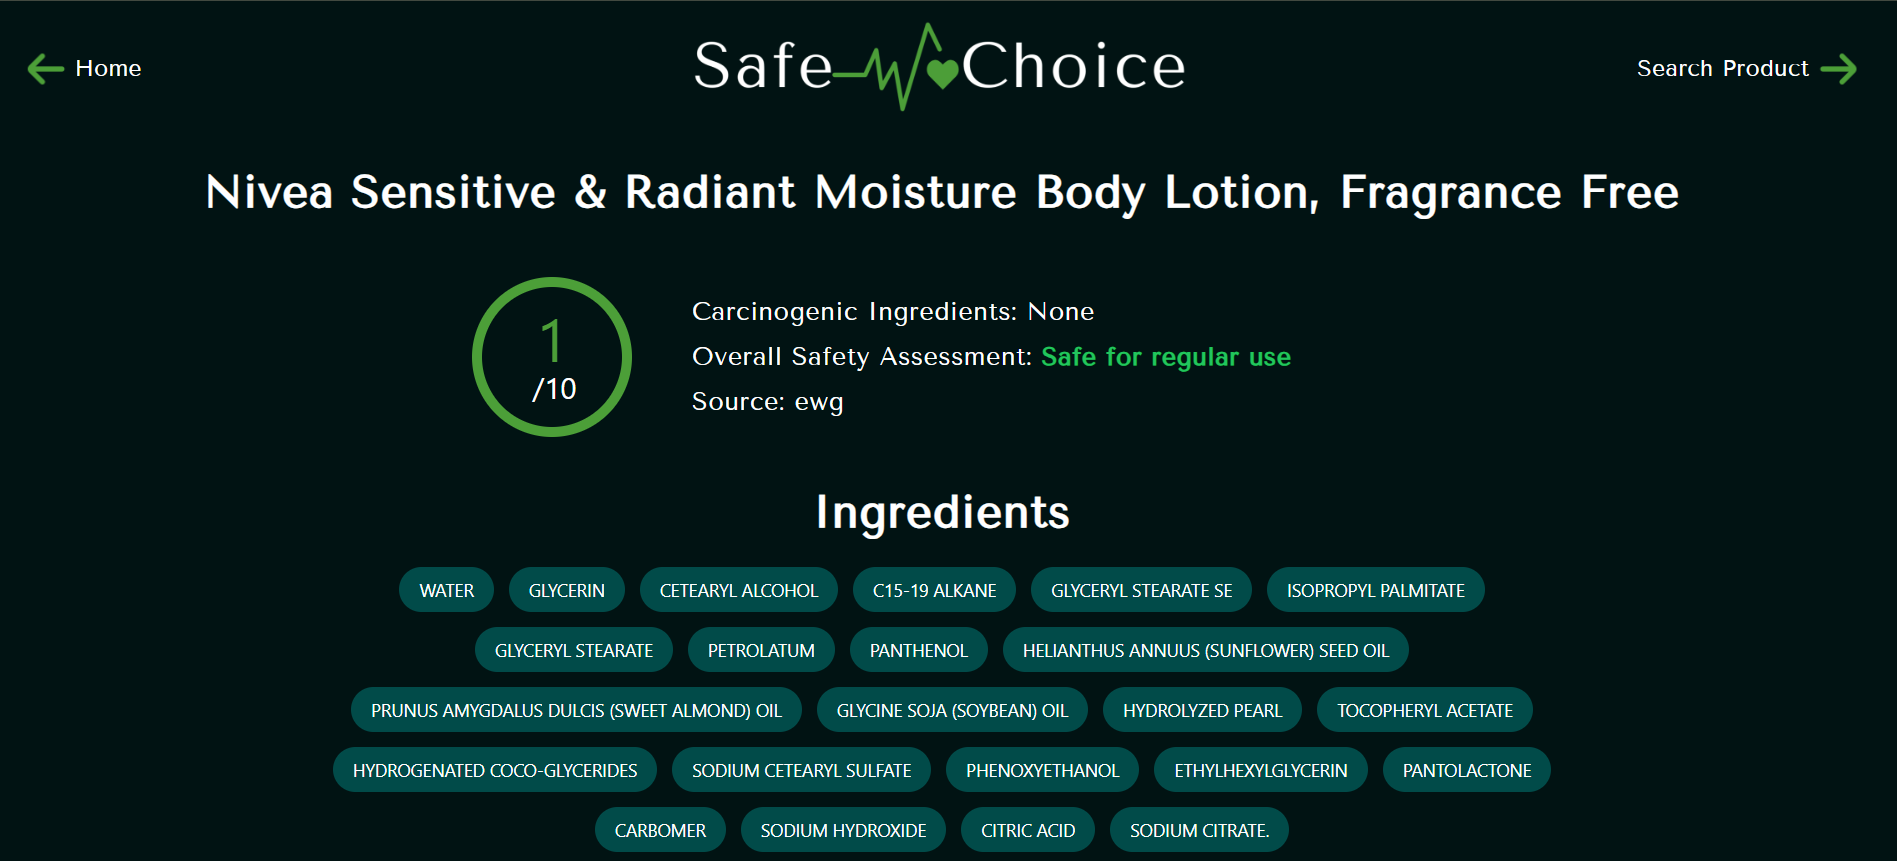 Home
Safe Choice
Search Product
Nivea Sensitive & Radiant Moisture Body Lotion, Fragrance Free
1
/10
Carcinogenic Ingredients: None
Overall Safety Assessment: Safe for regular use
Source: ewg
Ingredients
WATER GLYCERIN CETEARYL ALCOHOL C15-19 ALKANE GLYCERYL STEARATE SE ISOPROPYL PALMITATE
GLYCERYL STEARATE PETROLATUM PANTHENOL HELIANTHUS ANNUUS (SUNFLOWER) SEED OIL
PRUNUS AMYGDALUS DULCIS (SWEET ALMOND) OIL GLYCINE SOJA (SOYBEAN) OIL HYDROLYZED PEARL TOCOPHERYL ACETATE
HYDROGENATED COCO-GLYCERIDES SODIUM CETEARYL SULFATE PHENOXYETHANOL ETHYLHEXYLGLYCERIN PANTOLACTONE
CARBOMER SODIUM HYDROXIDE CITRIC ACID SODIUM CITRATE.